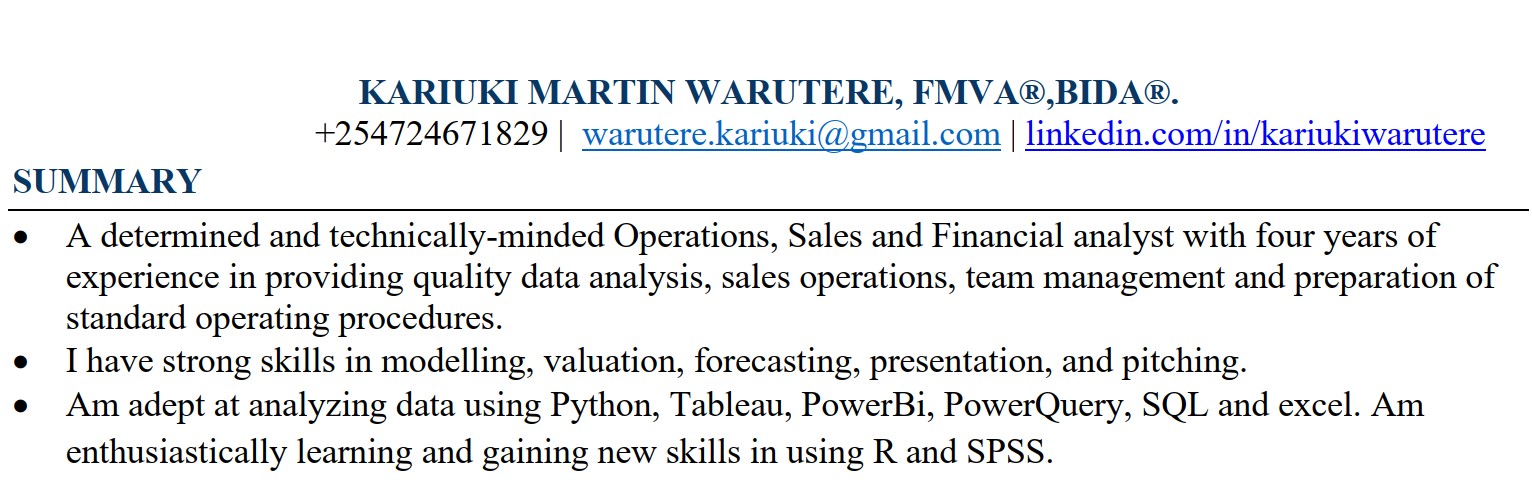 KARIUKI MARTIN WARUTERE, FMVA®,BIDA®.
+254724671829 | warutere.kariuki@gmail.com | linkedin.com/in/kariukiwarutere
SUMMARY
• A determined and technically-minded Operations, Sales and Financial analyst with four years of
experience in providing quality data analysis, sales operations, team management and preparation of
standard operating procedures.
• I have strong skills in modelling, valuation, forecasting, presentation, and pitching.
• Am adept at analyzing data using Python, Tableau, PowerBi, PowerQuery, SQL and excel. Am
enthusiastically learning and gaining new skills in using R and SPSS.